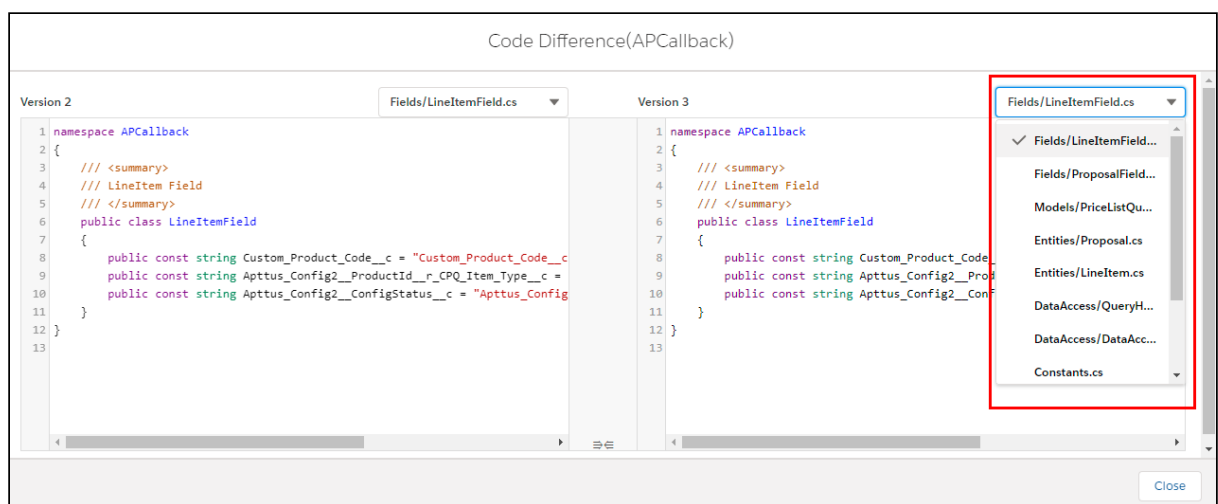 Code Difference(APCallback)
Version 2
Fields/LineItemField.cs
1 namespace APCallback
2 {
3 /// <summary>
4 /// LineItem Field
5 /// </summary>
6 public class LineItemField
7 {
8 public const string Custom_Product_Code__c = "Custom_Product_Code__c
9 public const string Apttus_Config2__ProductId__r_CPQ_Item_Type__c =
10 public const string Apttus_Config2__ConfigStatus__c = "Apttus_Config
11 }
12 }
13
Version 3
Fields/LineItemField.cs
1 namespace APCallback
2 {
3 /// <summary>
4 /// LineItem Field
5 /// </summary>
6 public class LineItemField
7 {
8 public const string Custom_Product_Code_
9 public const string Apttus_Config2__Prod
10 public const string Apttus_Config2__Conf
11 }
12 }
13
Fields/LineItemField...
Fields/ProposalField...
Models/PriceListQu...
Entities/Proposal.cs
Entities/LineItem.cs
DataAccess/QueryH...
DataAccess/DataAcc...
Constants.cs
Close